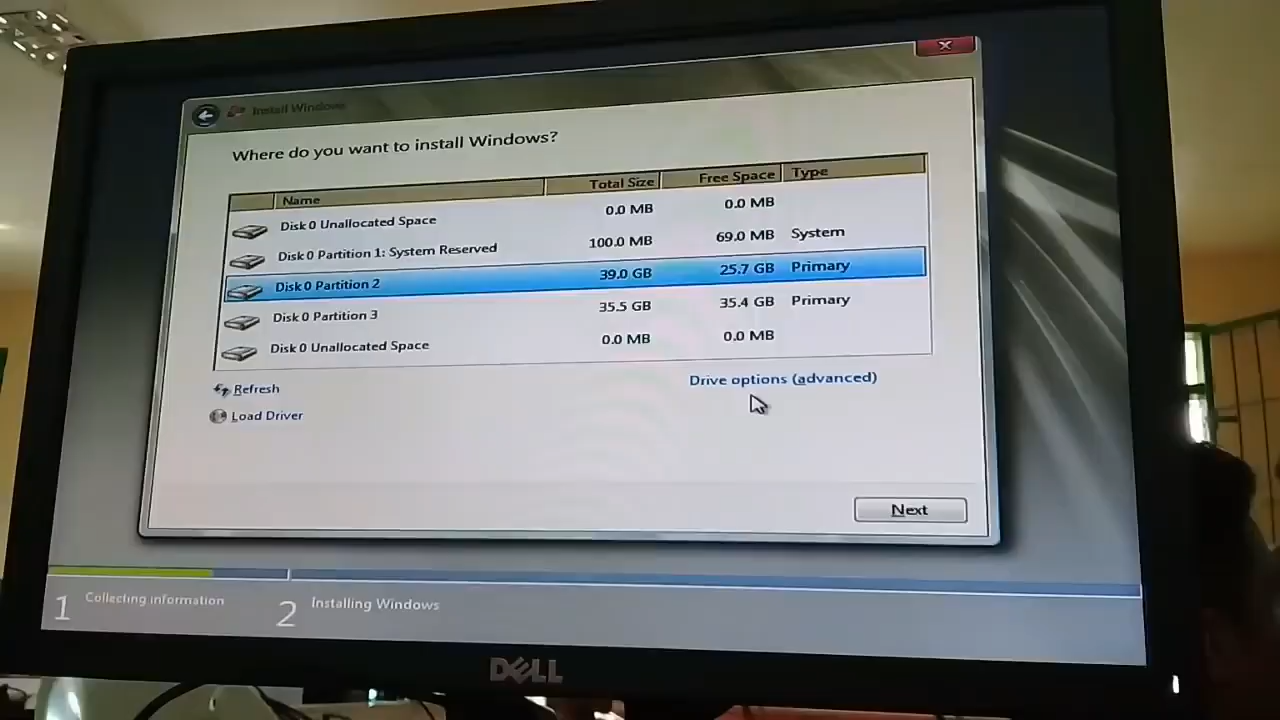 Install Windows
Where do you want to install Windows?
Name Total Size Free Space Type
Disk 0 Unallocated Space 0.0 MB 0.0 MB
Disk 0 Partition 1: System Reserved 100.0 MB 69.0 MB System
Disk 0 Partition 2 39.0 GB 25.7 GB Primary
Disk 0 Partition 3 35.5 GB 35.4 GB Primary
Disk 0 Unallocated Space 0.0 MB 0.0 MB
Refresh Drive options (advanced)
Load Driver
Next
1 Collecting information 2 Installing Windows
DELL